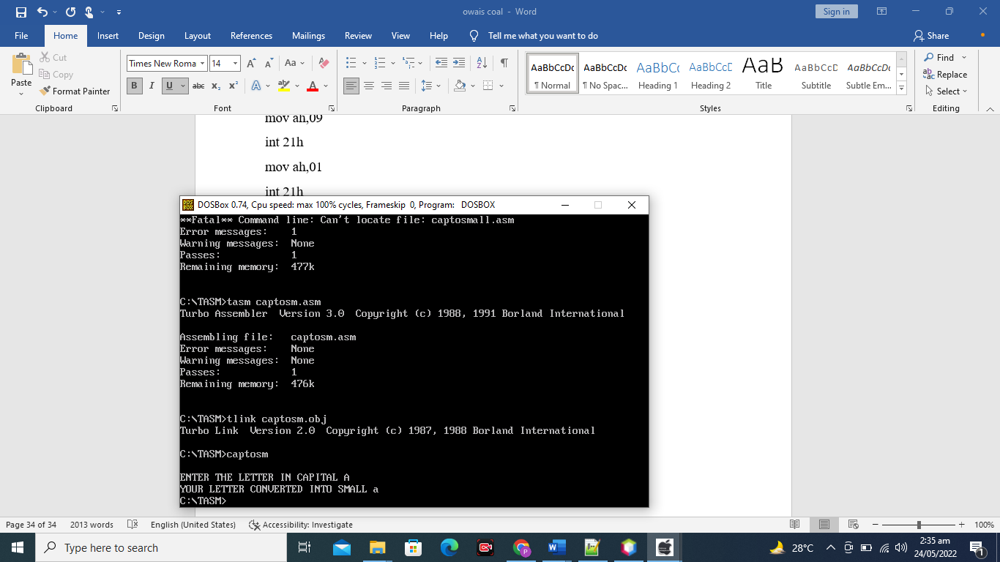 owais coal - Word
Sign in
File Home Insert Design Layout References Mailings Review View Help Tell me what you want to do Share
Paste
Cut
Copy
Format Painter
Clipboard
Times New Roma 14
Aa
B I U abc x₂ x² A ab A
Font
Paragraph
AaBbCcDc AaBbCcDc AaBbCc AaBbCcD AaB AaBbCcD AaBbCcDc
¶ Normal ¶ No Spac... Heading 1 Heading 2 Title Subtitle Subtle Em...
Styles
Find
Replace
Select
Editing
mov ah,09
int 21h
mov ah,01
int 21h
DOSBox 0.74, Cpu speed: max 100% cycles, Frameskip 0, Program: DOSBOX
**Fatal** Command line: Can't locate file: captosmall.asm
Error messages: 1
Warning messages: None
Passes: 1
Remaining memory: 477k
C:\TASM>tasm captosm.asm
Turbo Assembler Version 3.0 Copyright (c) 1988, 1991 Borland International
Assembling file: captosm.asm
Error messages: None
Warning messages: None
Passes: 1
Remaining memory: 476k
C:\TASM>tlink captosm.obj
Turbo Link Version 2.0 Copyright (c) 1987, 1988 Borland International
C:\TASM>captosm
ENTER THE LETTER IN CAPITAL A
YOUR LETTER CONVERTED INTO SMALL a
C:\TASM>
Page 34 of 34 2013 words English (United States) Accessibility: Investigate 100%
Type here to search
28°C
2:35 am
24/05/2022
1